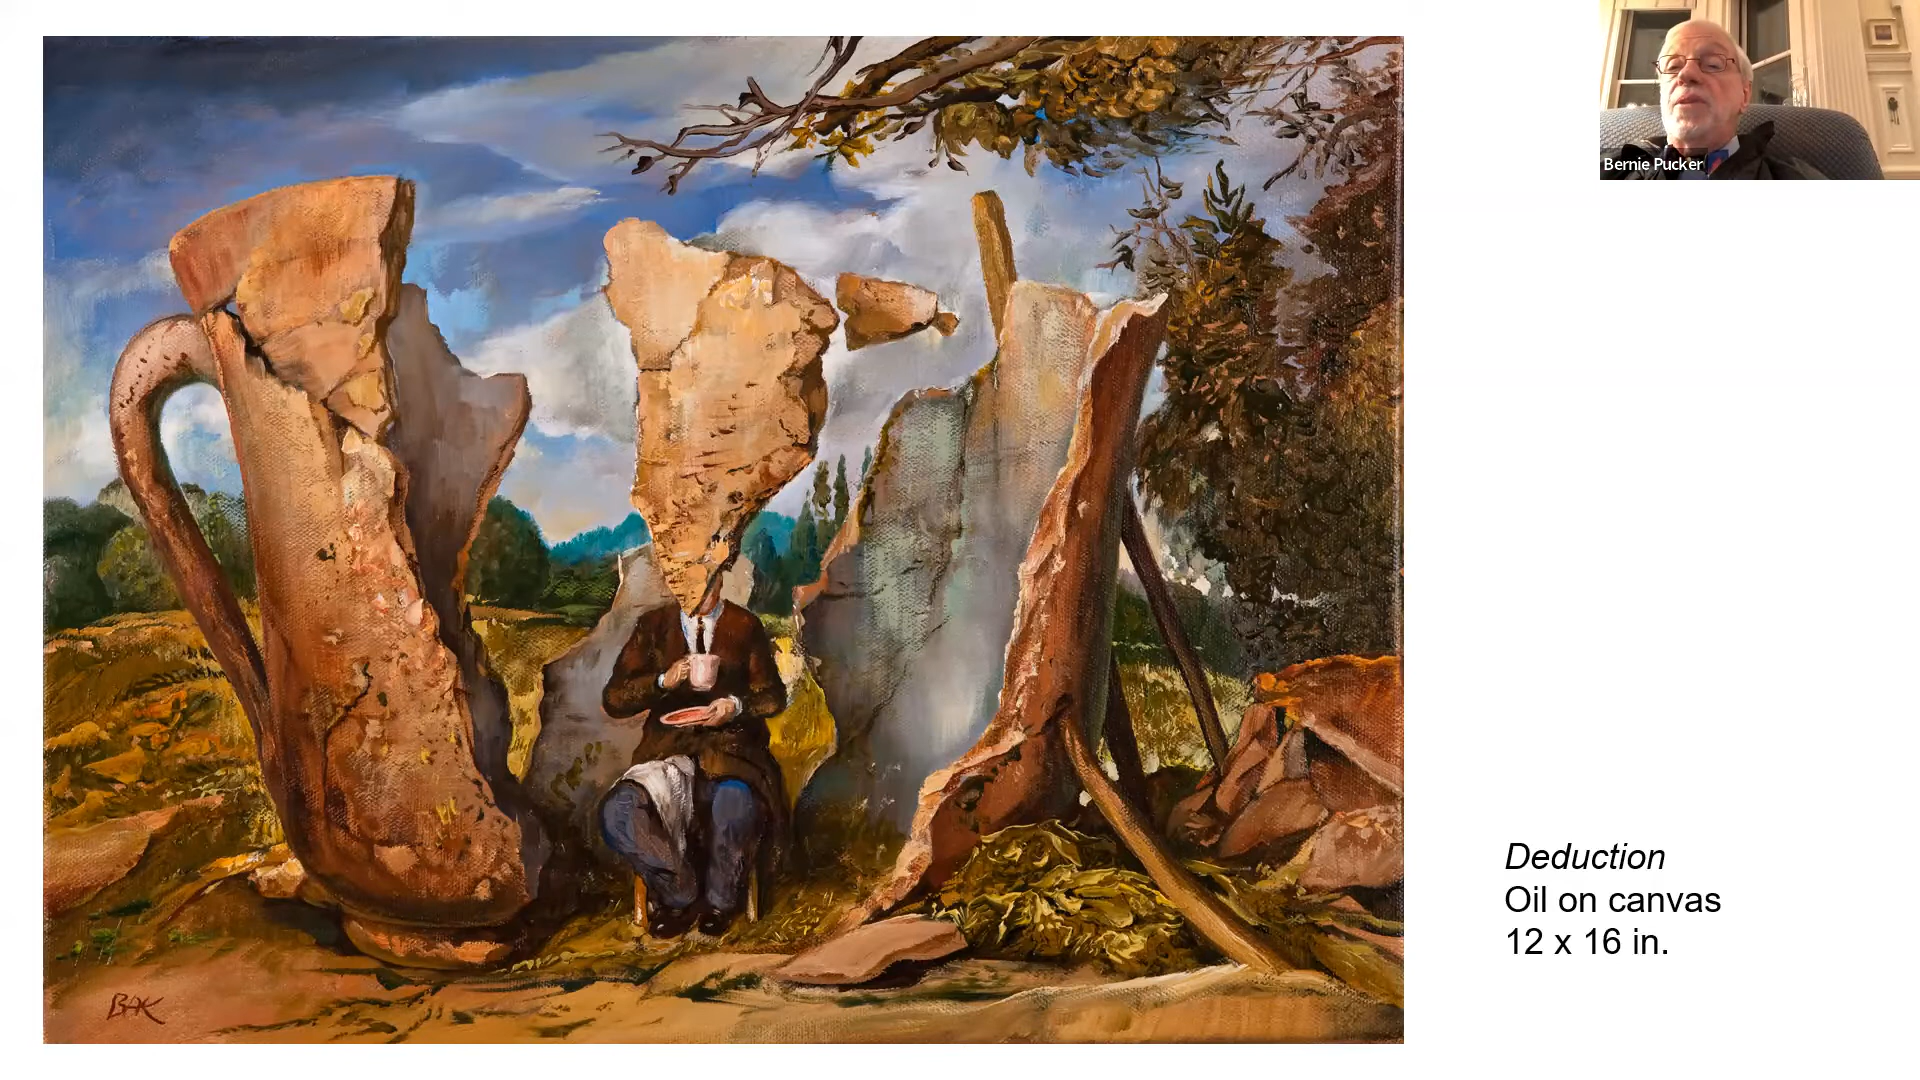 Bernie Pucker
Deduction
Oil on canvas
12 x 16 in.
BAK